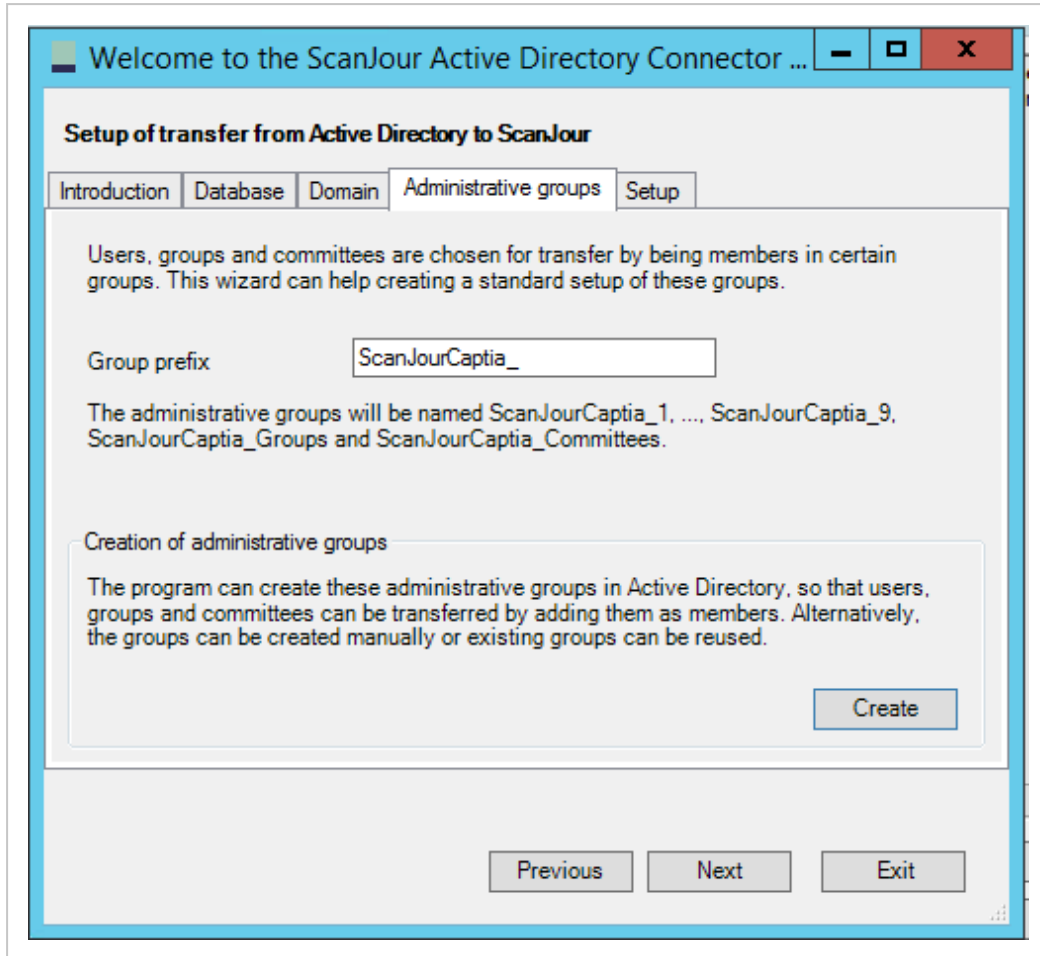 Welcome to the ScanJour Active Directory Connector ...
Setup of transfer from Active Directory to ScanJour
Introduction
Database
Domain
Administrative groups
Setup
Users, groups and committees are chosen for transfer by being members in certain
groups. This wizard can help creating a standard setup of these groups.
Group prefix
ScanJourCaptia_
The administrative groups will be named ScanJourCaptia_1, ..., ScanJourCaptia_9,
ScanJourCaptia_Groups and ScanJourCaptia_Committees.
Creation of administrative groups
The program can create these administrative groups in Active Directory, so that users,
groups and committees can be transferred by adding them as members. Alternatively,
the groups can be created manually or existing groups can be reused.
Create
Previous
Next
Exit